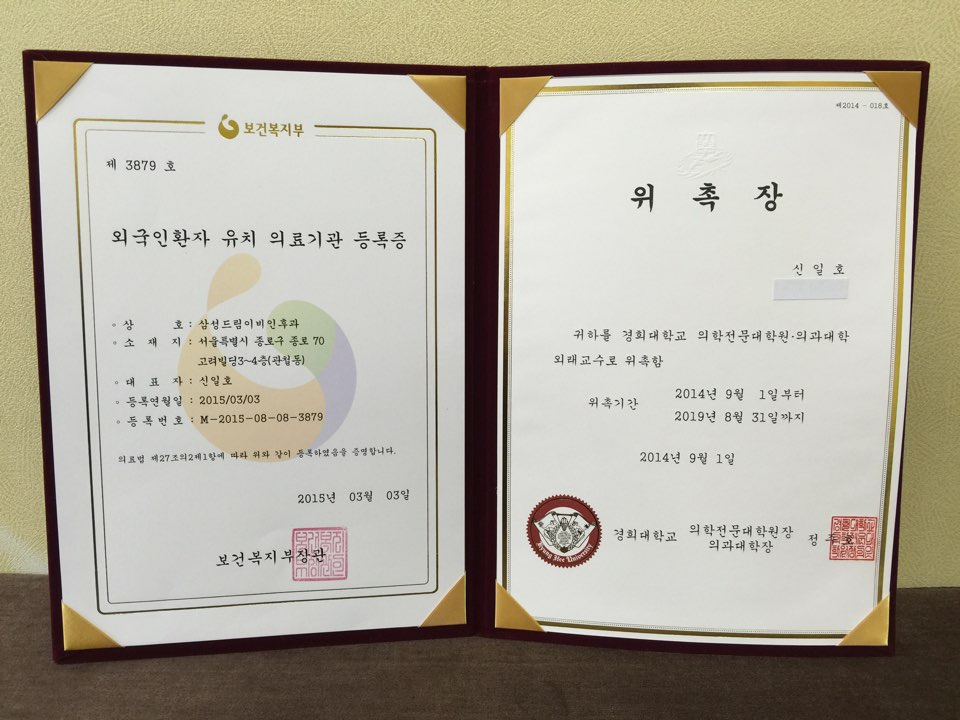 보건복지부
제 3879 호
외국인환자 유치 의료기관 등록증
◦ 상 호 : 삼성드림이비인후과
◦ 소 재 지 : 서울특별시 종로구 종로 70
고려빌딩3~4층(관철동)
◦ 대 표 자 : 신일호
◦ 등록연월일 : 2015/03/03
◦ 등 록 번 호 : M-2015-08-08-3879
의료법 제27조의2제1항에 따라 위와 같이 등록하였음을 증명합니다.
2015년 03월 03일
보건복지부장관
제2014 - 018호
위 촉 장
신 일 호
귀하를 경희대학교 의학전문대학원·의과대학
외래교수로 위촉함
위촉기간
2014년 9월 1일부터
2019년 8월 31일까지
2014년 9월 1일
Kyung Hee University
경희대학교
의학전문대학원장
의과대학장
정